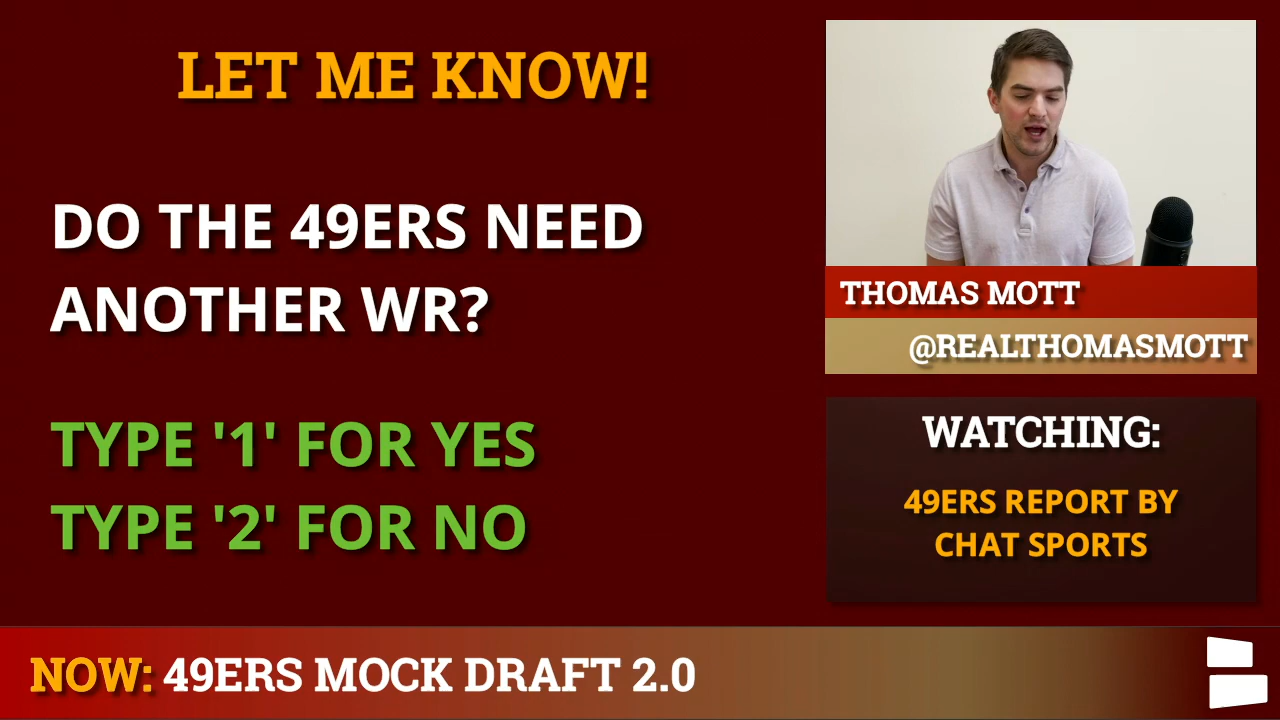 LET ME KNOW!
DO THE 49ERS NEED
ANOTHER WR?
TYPE '1' FOR YES
TYPE '2' FOR NO
THOMAS MOTT
@REALTHOMASMOTT
WATCHING:
49ERS REPORT BY
CHAT SPORTS
NOW: 49ERS MOCK DRAFT 2.0